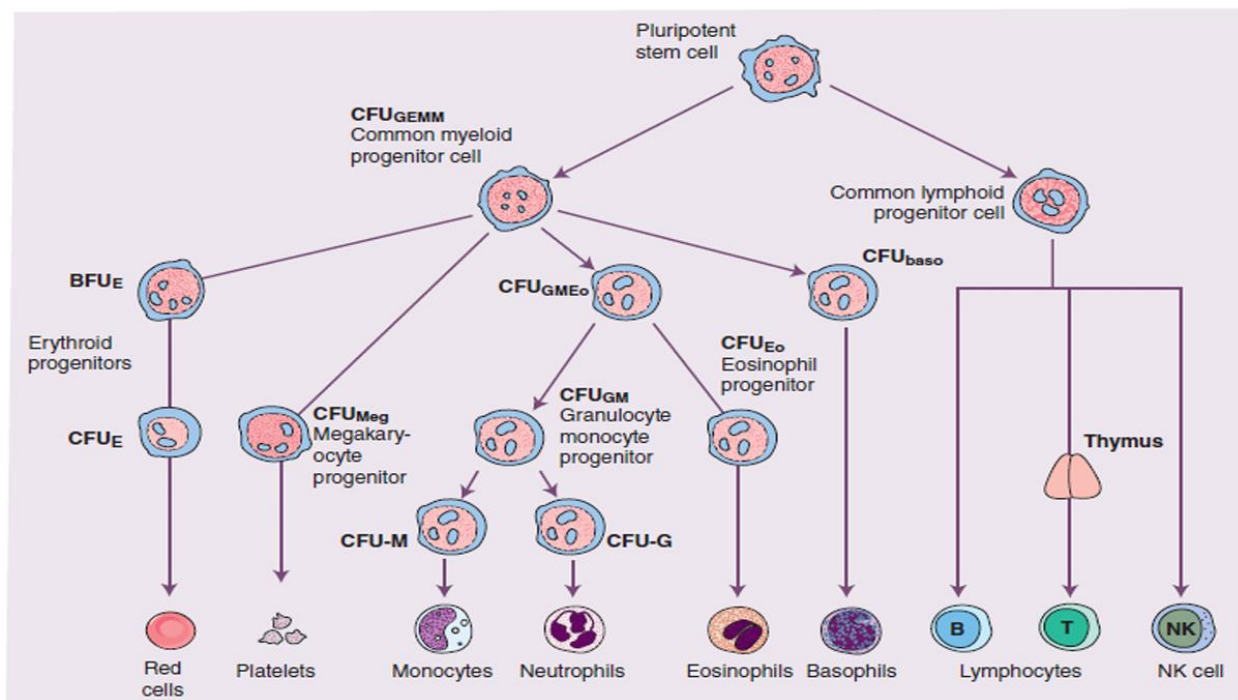 Pluripotent
stem cell
CFUGEMM
Common myeloid
progenitor cell
Common lymphoid
progenitor cell
BFUE
CFUGMEo
CFUbaso
Erythroid
progenitors
CFUEo
Eosinophil
progenitor
CFUE
CFUMeg
Megakary-
ocyte
progenitor
CFUGM
Granulocyte
monocyte
progenitor
Thymus
CFU-M
CFU-G
B
T
NK
Red
cells
Platelets
Monocytes
Neutrophils
Eosinophils
Basophils
Lymphocytes
NK cell